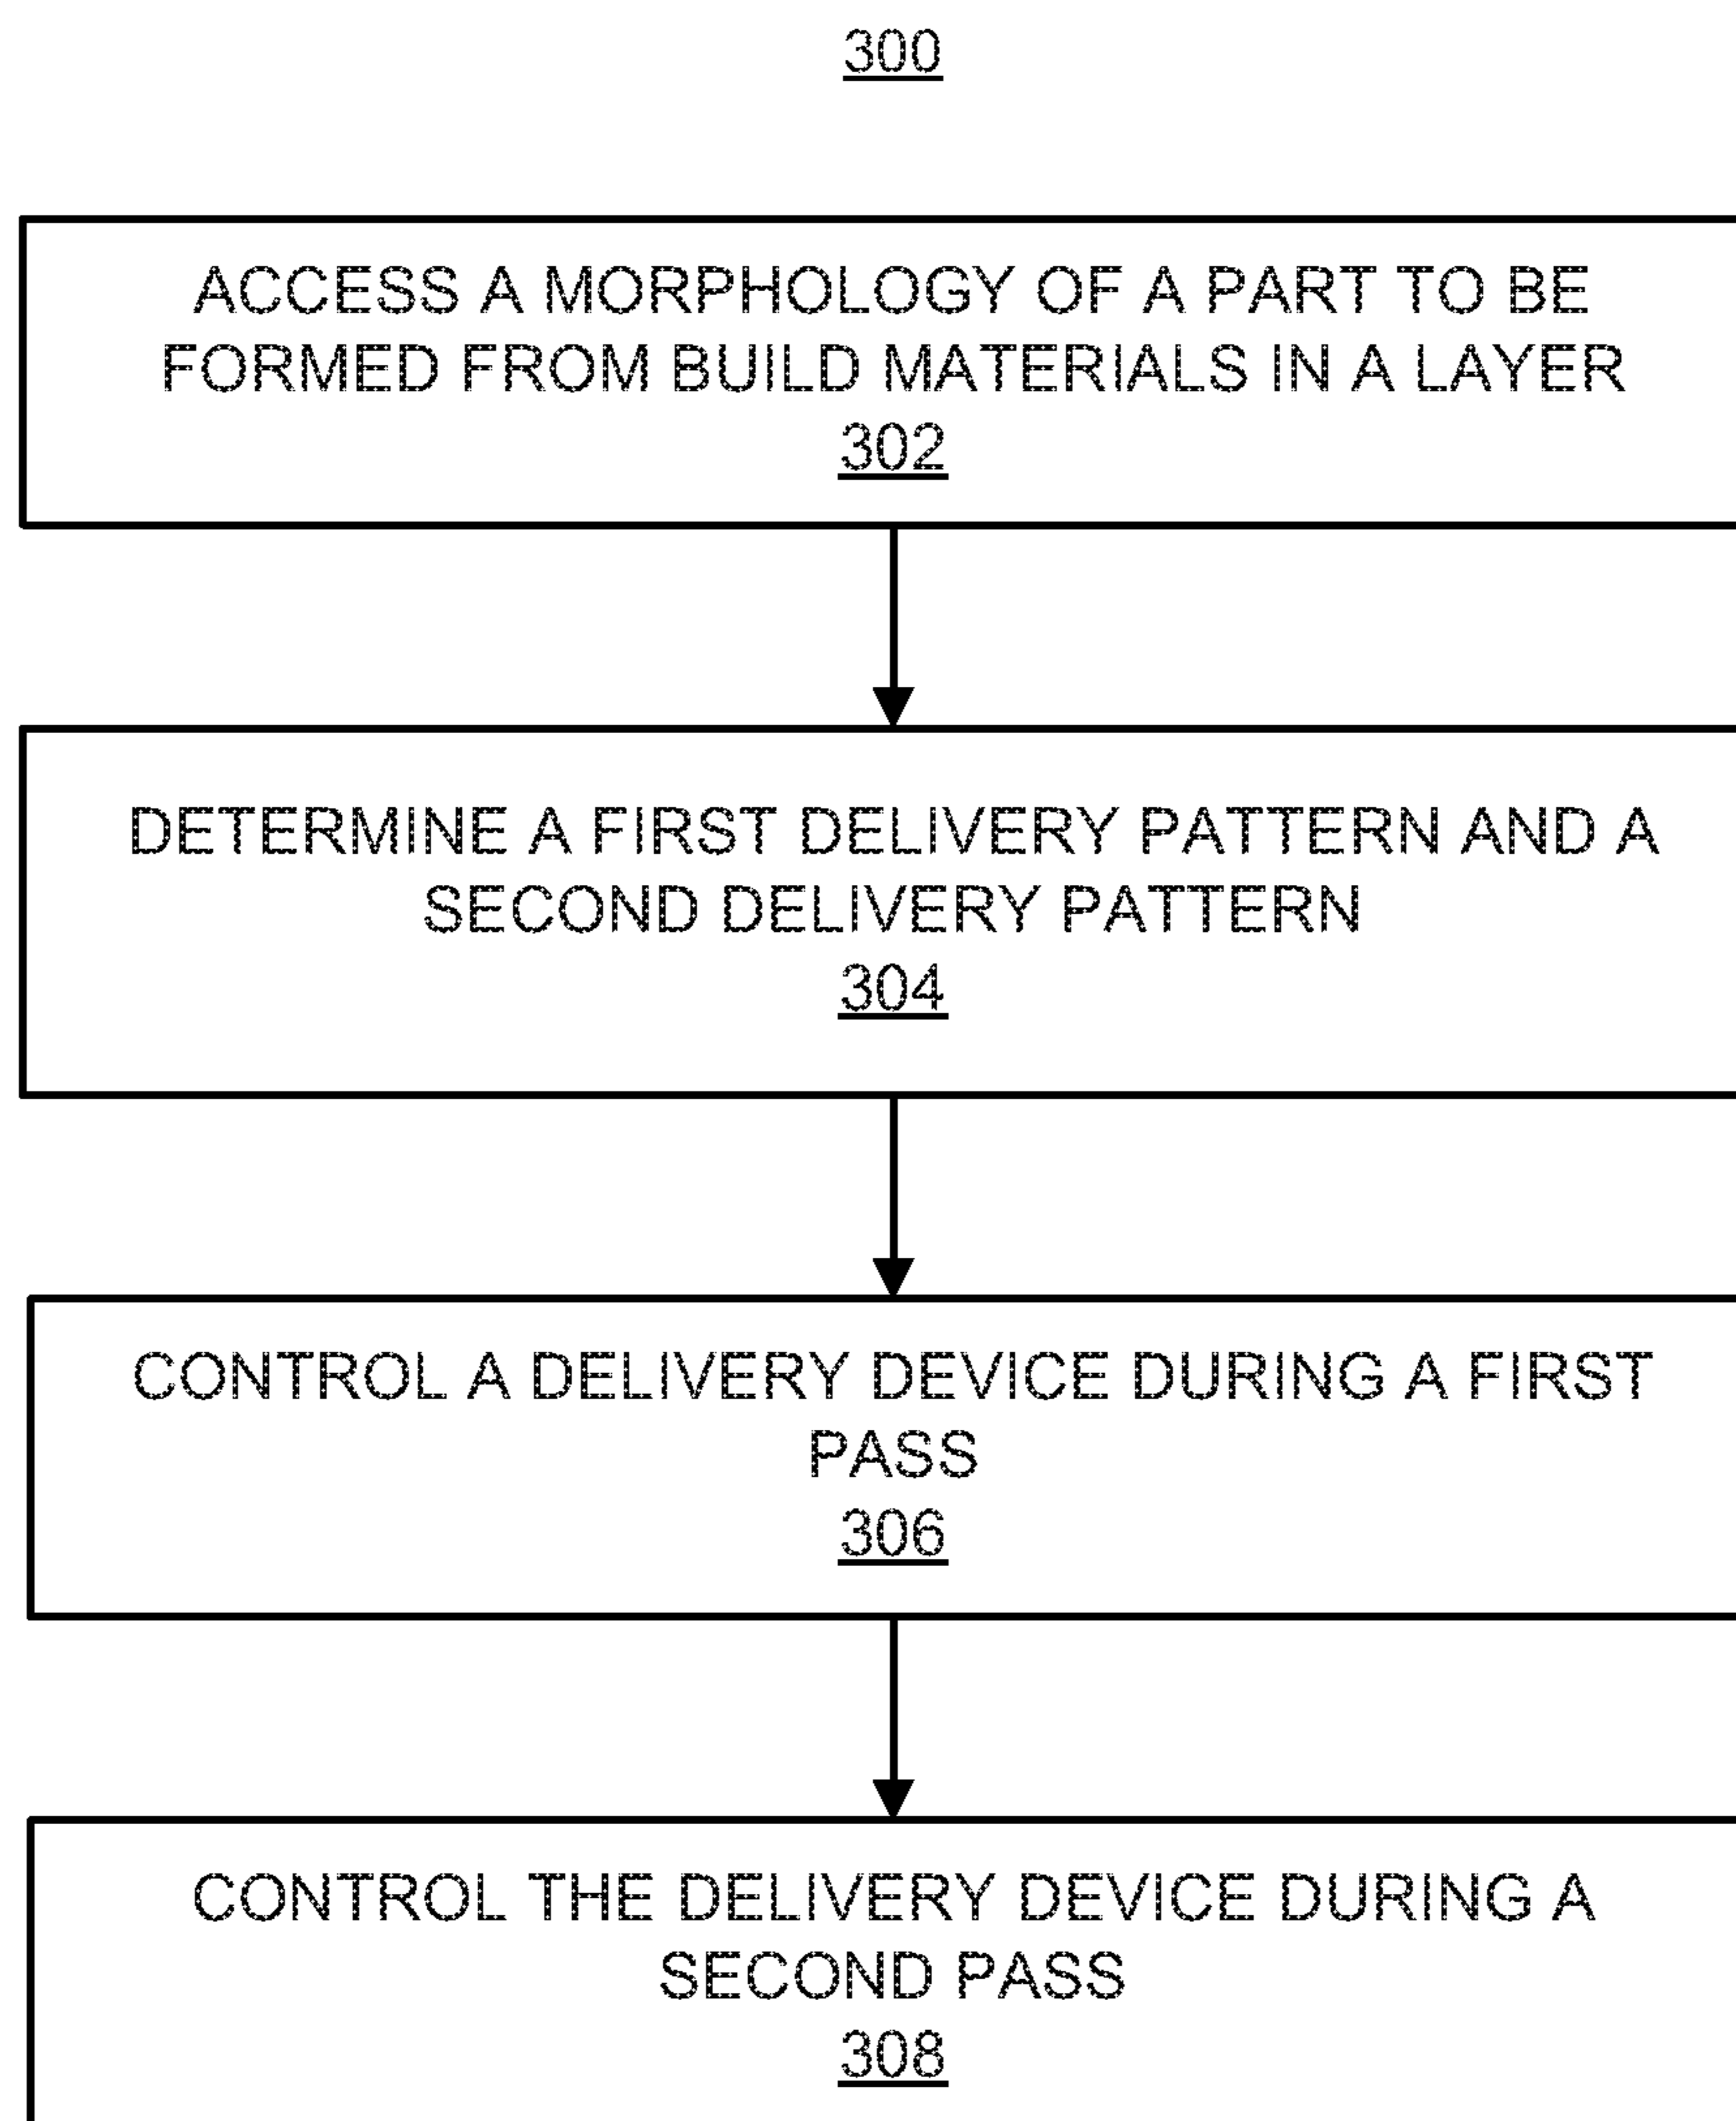 300
ACCESS A MORPHOLOGY OF A PART TO BE
FORMED FROM BUILD MATERIALS IN A LAYER
302
DETERMINE A FIRST DELIVERY PATTERN AND A
SECOND DELIVERY PATTERN
304
CONTROL A DELIVERY DEVICE DURING A FIRST
PASS
306
CONTROL THE DELIVERY DEVICE DURING A
SECOND PASS
308